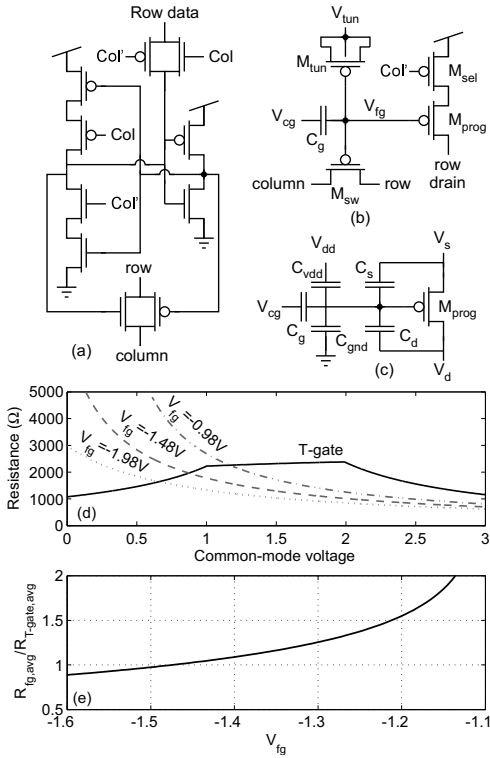 Row data
Col'
Col
Col
Col'
row
column
(a)
V_tun
M_tun
Col'
M_sel
V_cg
C_g
V_fg
M_prog
column
M_sw
row
row
drain
(b)
V_dd
V_s
C_vdd
C_s
V_cg
M_prog
C_g
C_gnd
C_d
(c)
V_d
Resistance (Ω)
5000
4000
3000
2000
1000
0
V_fg=-0.98V
V_fg=-1.48V
V_fg=-1.98V
T-gate
(d)
0 0.5 1 1.5 2 2.5 3
Common-mode voltage
R_fg,avg/R_T-gate,avg
2
1.5
1
0.5
(e)
-1.6 -1.5 -1.4 -1.3 -1.2 -1.1
V_fg